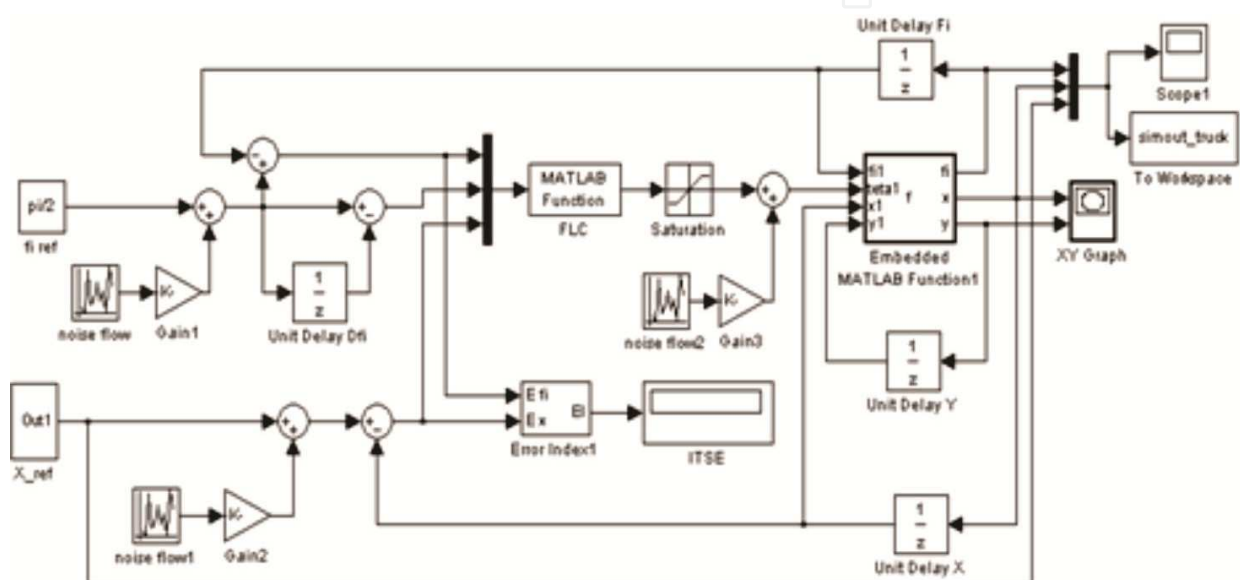 Unit Delay Fi
1
z
Scope1
simout_truck
To Workspace
pi/2
fi ref
MATLAB
Function
FLC
Saturation
fi1
teta1
x1
y1
f
fi
x
y
Embedded
MATLAB Function1
XY Graph
noise flow
Gain1
1
z
Unit Delay Dfi
noise flow2
Gain3
1
z
Unit Delay Y
Out1
X_ref
E fi
E x
EI
Error Index1
ITSE
noise flow1
Gain2
1
z
Unit Delay X